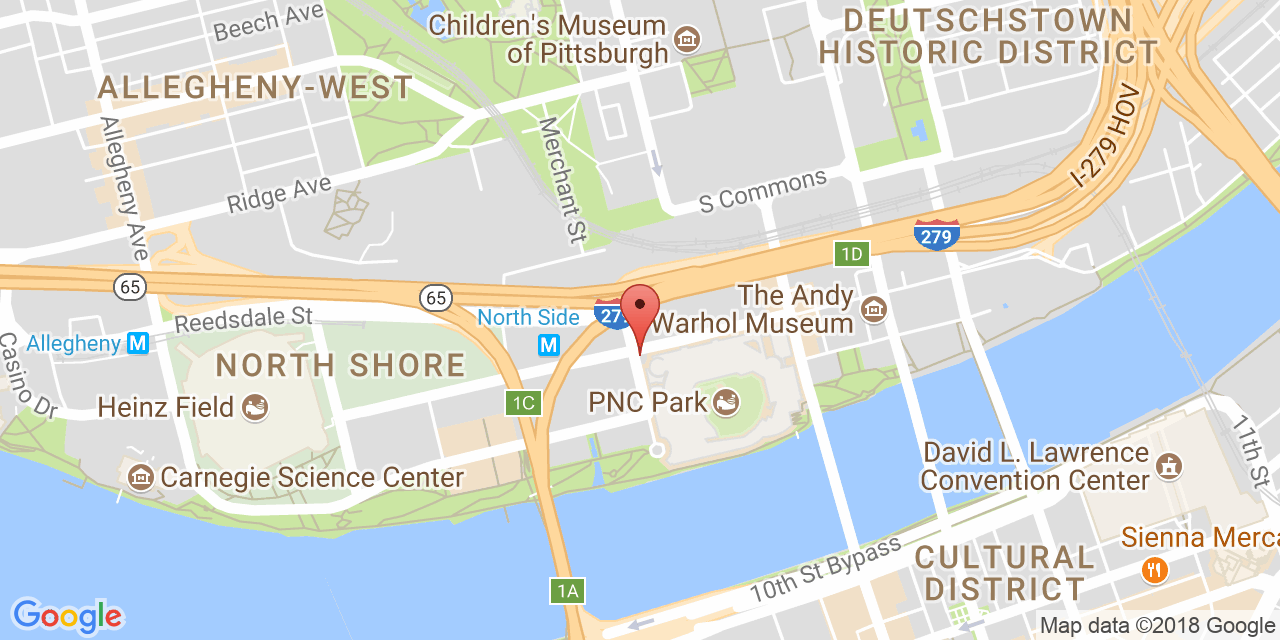 Beech Ave
Children's Museum
of Pittsburgh
DEUTSCHSTOWN
HISTORIC DISTRICT
ALLEGHENY-WEST
I-279 HOV
Allegheny Ave
Merchant St
Ridge Ave
S Commons
279
1D
65
65
The Andy
Warhol Museum
North Side
M
27
Reedsdale St
Allegheny M
Casino Dr
NORTH SHORE
Heinz Field
1C
PNC Park
11th St
David L. Lawrence
Convention Center
Carnegie Science Center
Sienna Merca
10th St Bypass
CULTURAL
DISTRICT
1A
Google
Map data ©2018 Google